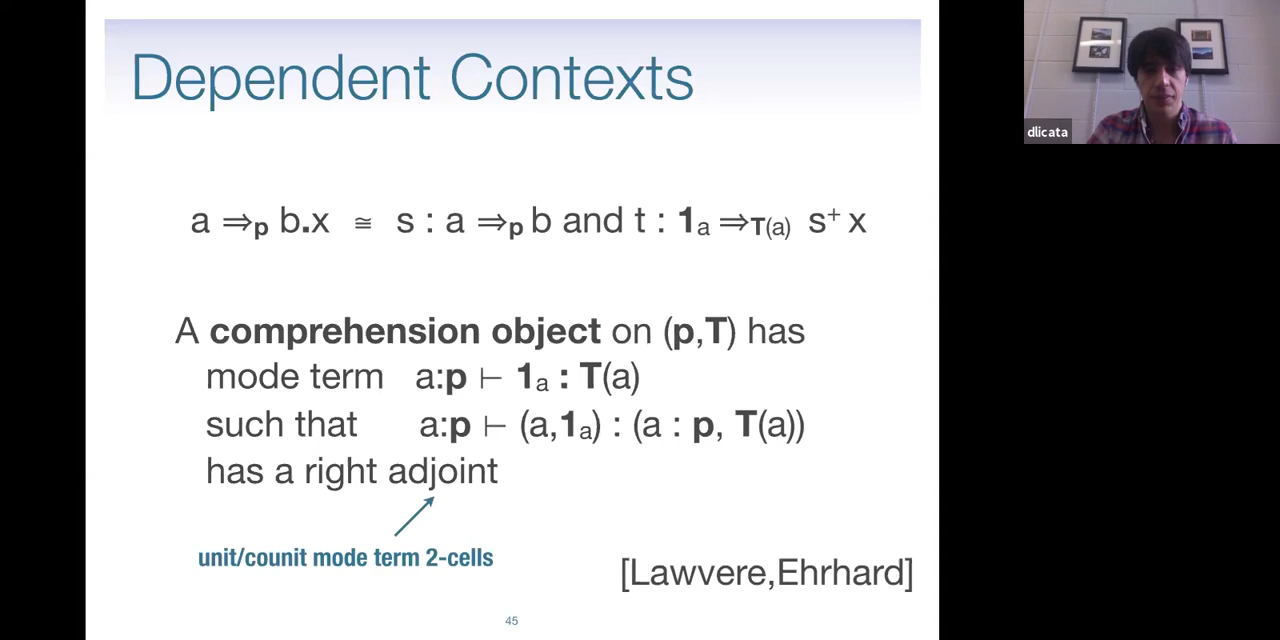 Dependent Contexts
dlicata
a ⇒p b.x ≅ s : a ⇒p b and t : 1a ⇒T(a) s⁺ x
A comprehension object on (p,T) has
mode term a:p ⊢ 1a : T(a)
such that a:p ⊢ (a,1a) : (a : p, T(a))
has a right adjoint
unit/counit mode term 2-cells
[Lawvere,Ehrhard]
45